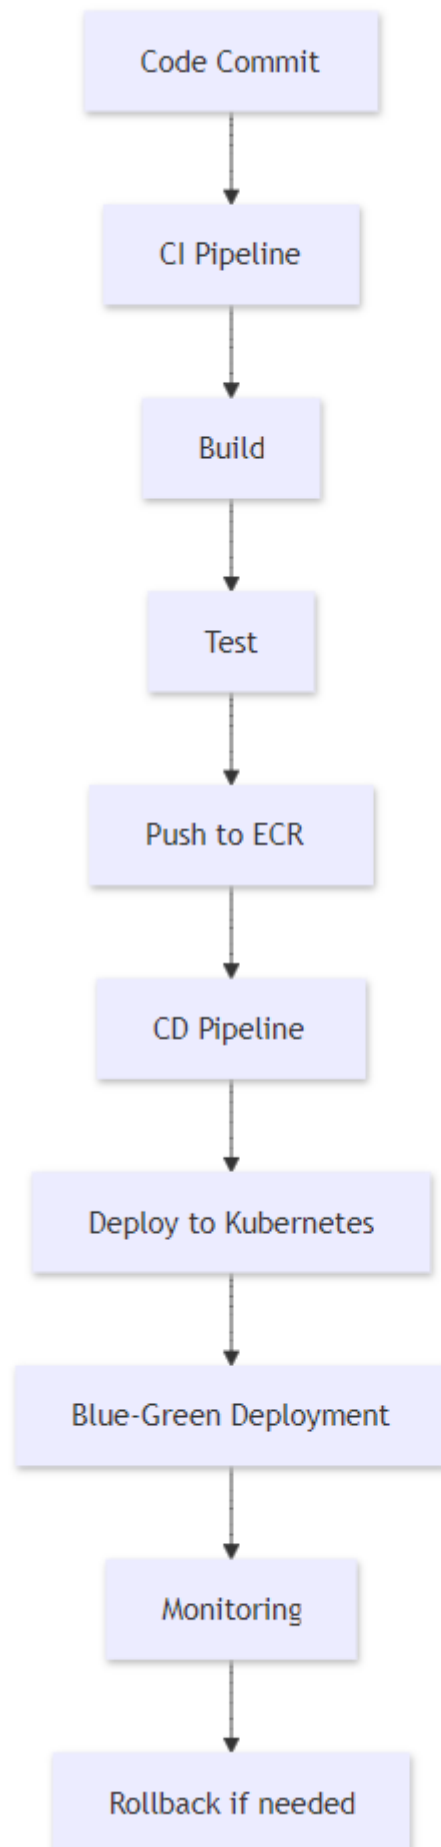 Code Commit
CI Pipeline
Build
Test
Push to ECR
CD Pipeline
Deploy to Kubernetes
Blue-Green Deployment
Monitoring
Rollback if needed